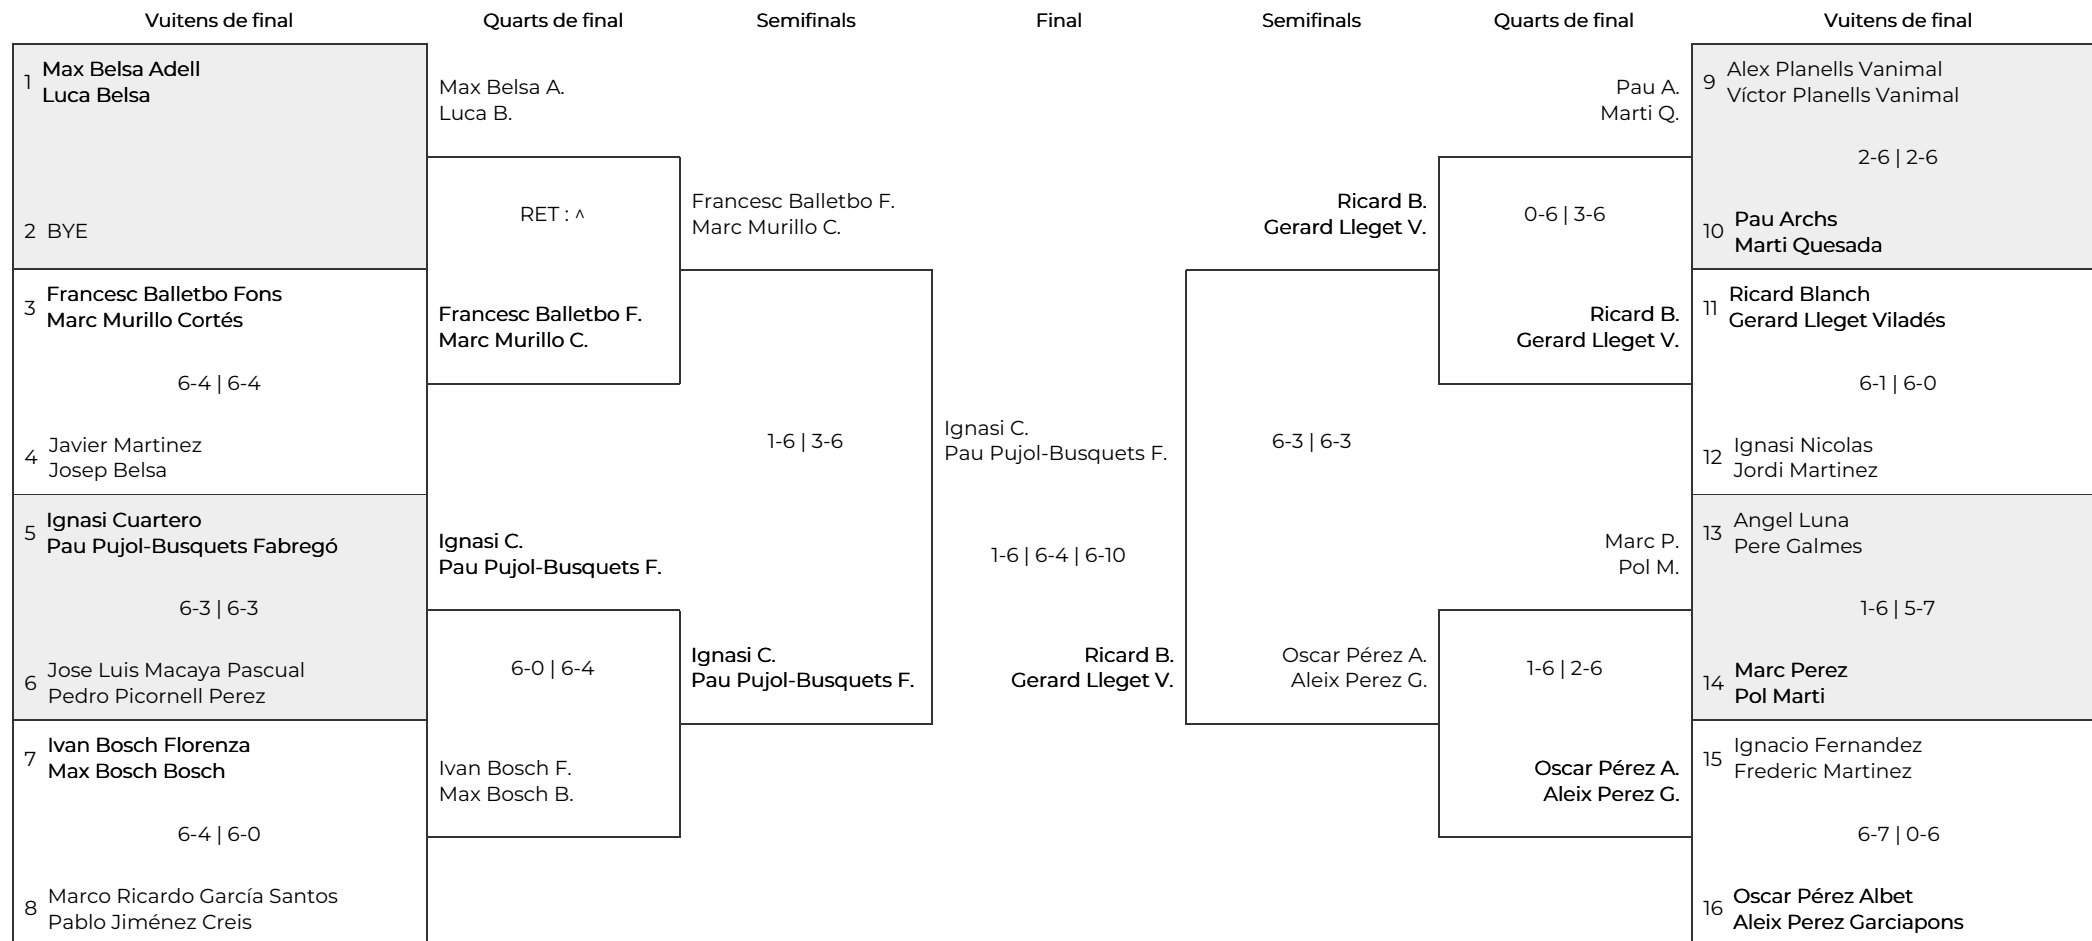 Vuitens de final
Quarts de final
Semifinals
Final
Semifinals
Quarts de final
Vuitens de final
1
Max Belsa Adell
Luca Belsa
2 BYE
3
Francesc Balletbo Fons
Marc Murillo Cortés
6-4 | 6-4
4
Javier Martinez
Josep Belsa
5
Ignasi Cuartero
Pau Pujol-Busquets Fabregó
6-3 | 6-3
6
Jose Luis Macaya Pascual
Pedro Picornell Perez
7
Ivan Bosch Florenza
Max Bosch Bosch
6-4 | 6-0
8
Marco Ricardo García Santos
Pablo Jiménez Creis
Max Belsa A.
Luca B.
RET : ^
Francesc Balletbo F.
Marc Murillo C.
Ignasi C.
Pau Pujol-Busquets F.
6-0 | 6-4
Ivan Bosch F.
Max Bosch B.
Francesc Balletbo F.
Marc Murillo C.
1-6 | 3-6
Ignasi C.
Pau Pujol-Busquets F.
Ignasi C.
Pau Pujol-Busquets F.
1-6 | 6-4 | 6-10
Ricard B.
Gerard Lleget V.
Ricard B.
Gerard Lleget V.
6-3 | 6-3
Oscar Pérez A.
Aleix Perez G.
Pau A.
Marti Q.
0-6 | 3-6
Ricard B.
Gerard Lleget V.
Marc P.
Pol M.
1-6 | 2-6
Oscar Pérez A.
Aleix Perez G.
9
Alex Planells Vanimal
Víctor Planells Vanimal
2-6 | 2-6
10
Pau Archs
Marti Quesada
11
Ricard Blanch
Gerard Lleget Viladés
6-1 | 6-0
12
Ignasi Nicolas
Jordi Martinez
13
Angel Luna
Pere Galmes
1-6 | 5-7
14
Marc Perez
Pol Marti
15
Ignacio Fernandez
Frederic Martinez
6-7 | 0-6
16
Oscar Pérez Albet
Aleix Perez Garciapons